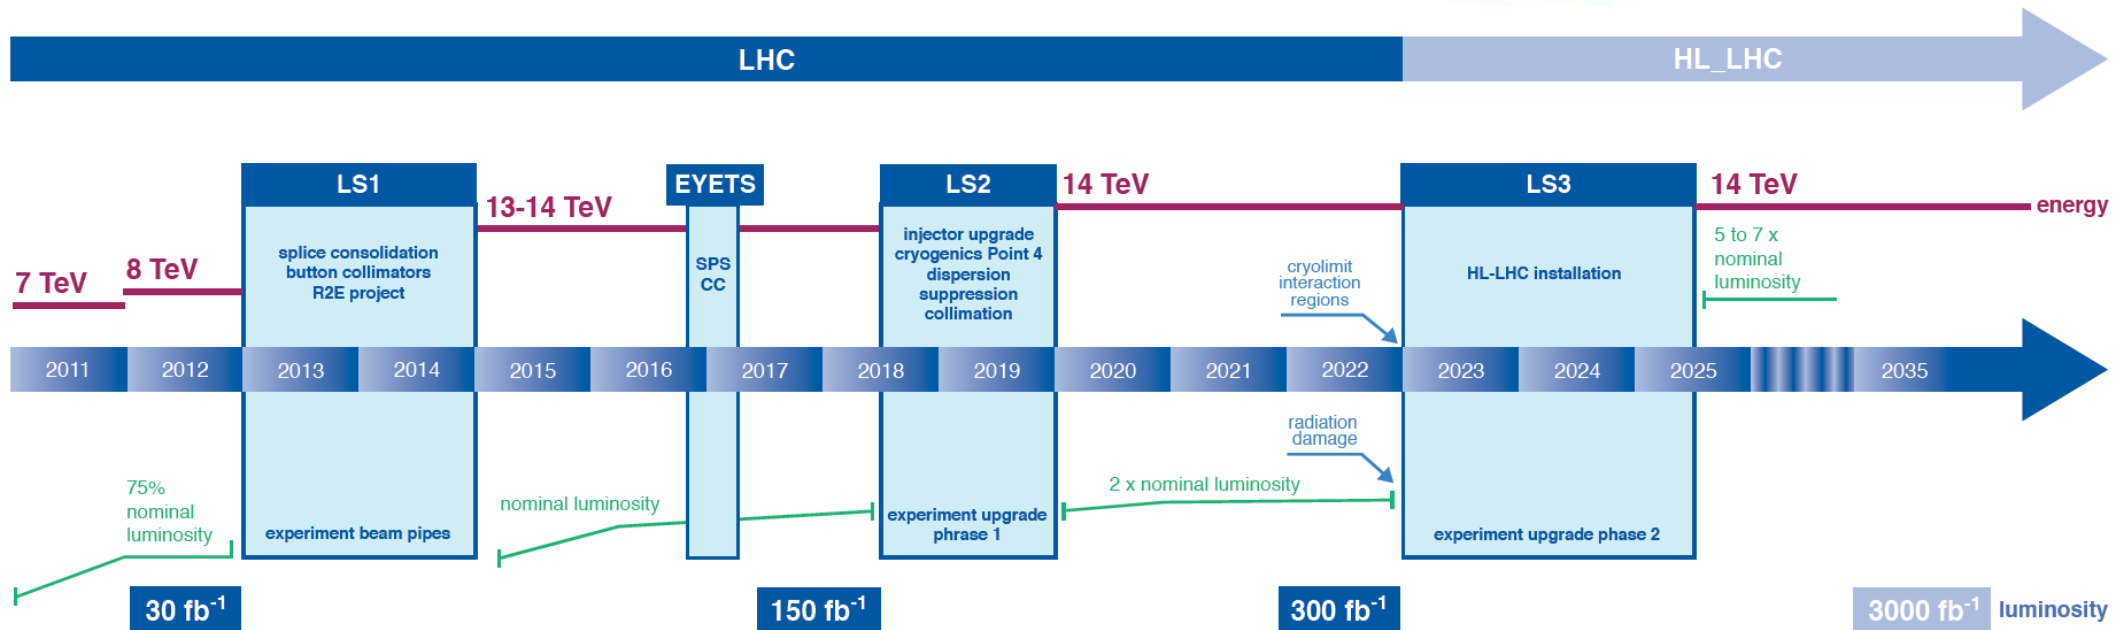 LHC
HL_LHC
LS1
EYETS
LS2
14 TeV
LS3
14 TeV
energy
13-14 TeV
7 TeV
8 TeV
splice consolidation
button collimators
R2E project
SPS
CC
injector upgrade
cryogenics Point 4
dispersion
suppression
collimation
cryolimit
interaction
regions
HL-LHC installation
5 to 7 x
nominal
luminosity
2011
2012
2013
2014
2015
2016
2017
2018
2019
2020
2021
2022
2023
2024
2025
2035
75%
nominal
luminosity
experiment beam pipes
nominal luminosity
experiment upgrade
phrase 1
2 x nominal luminosity
radiation
damage
experiment upgrade phase 2
30 fb⁻¹
150 fb⁻¹
300 fb⁻¹
3000 fb⁻¹
luminosity